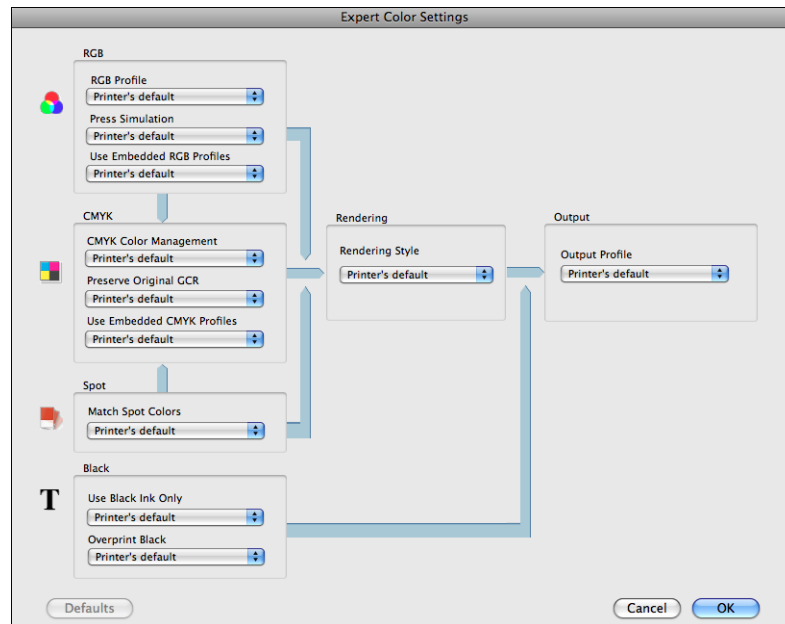 Expert Color Settings
RGB
RGB Profile
Printer's default
Press Simulation
Printer's default
Use Embedded RGB Profiles
Printer's default
CMYK
CMYK Color Management
Printer's default
Preserve Original GCR
Printer's default
Use Embedded CMYK Profiles
Printer's default
Spot
Match Spot Colors
Printer's default
Black
T
Use Black Ink Only
Printer's default
Overprint Black
Printer's default
Rendering
Rendering Style
Printer's default
Output
Output Profile
Printer's default
Defaults
Cancel
OK